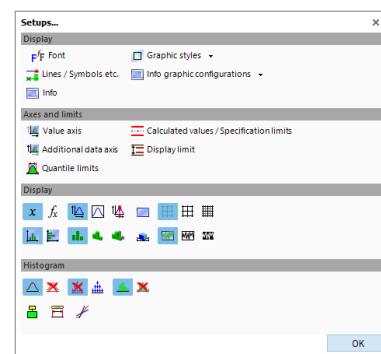 Setups...
Display
Font
Graphic styles
Lines / Symbols etc.
Info graphic configurations
Info
Axes and limits
Value axis
Calculated values / Specification limits
Additional data axis
Display limit
Quantile limits
Display
Histogram
OK